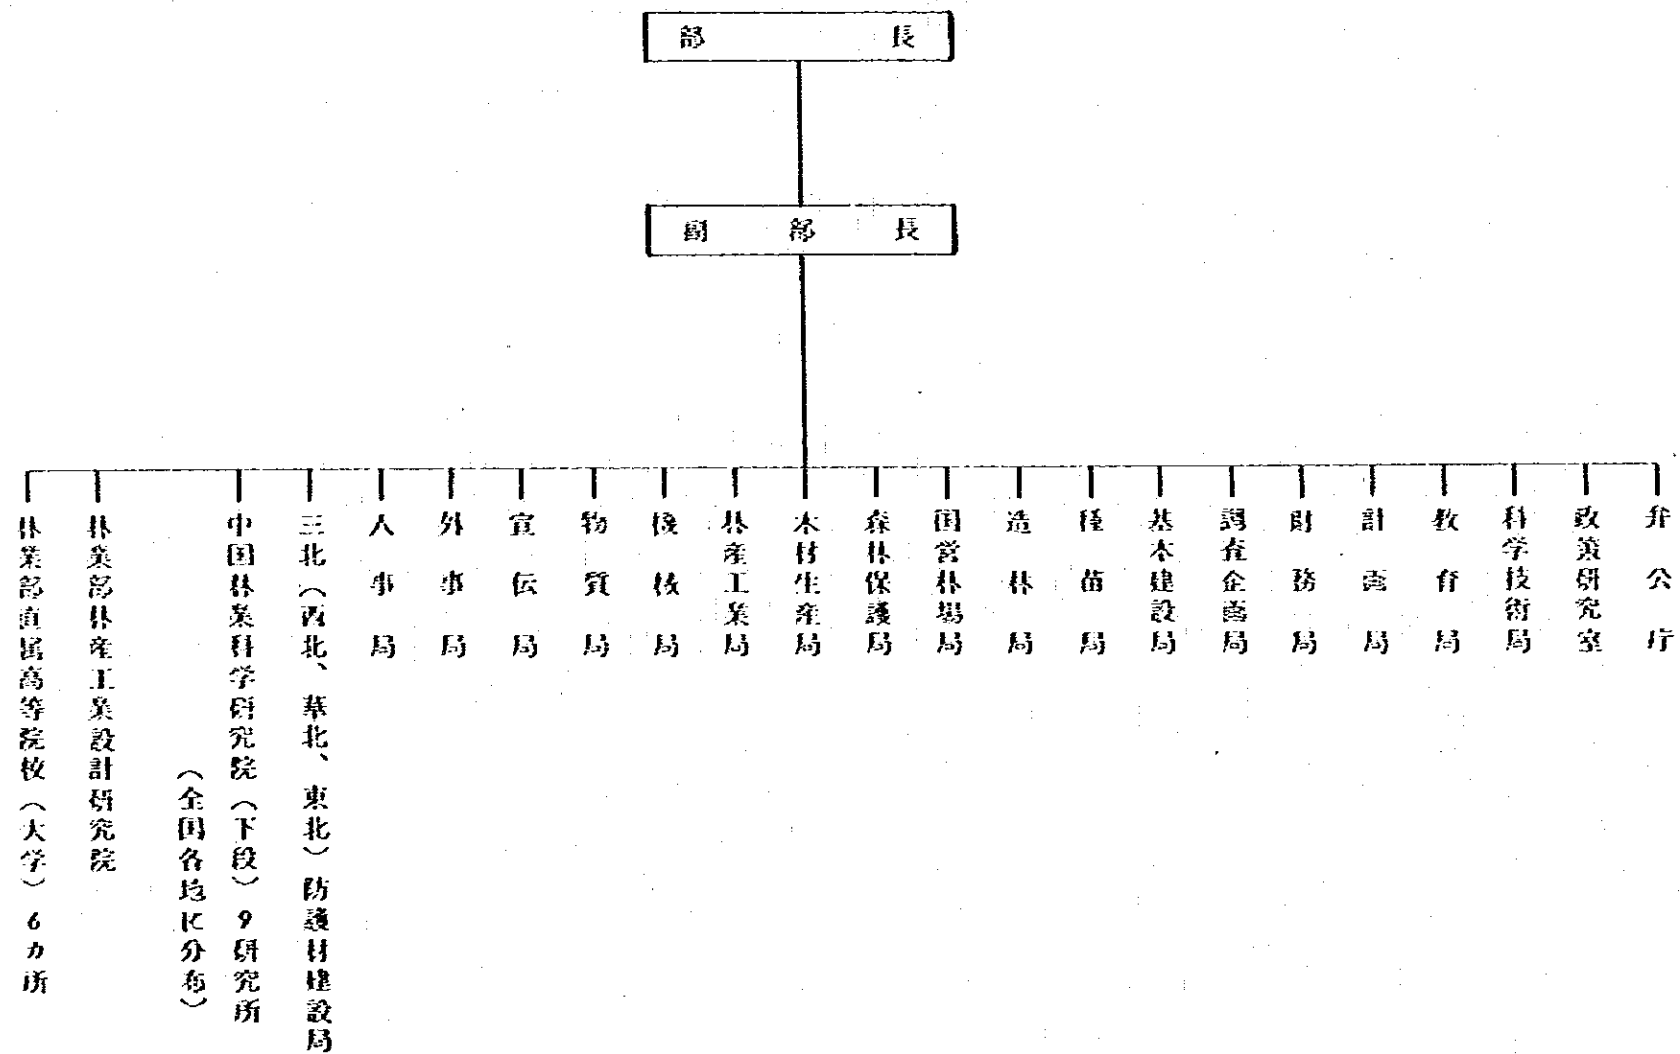 部長
副部長
弁公庁
政策研究室
科学技術局
教育局
計画局
財務局
調査企画局
基本建設局
種苗局
造林局
国営林場局
森林保護局
木材生産局
林産工業局
後枝局
物質局
宣伝局
外事局
人事局
三北(西北、華北、東北)防護材建設局
中国林業科学研究院(下段)9研究所
(全国各地に分布)
林業部林産工業設計研究院
林業部直属高等院校(大学)6カ所